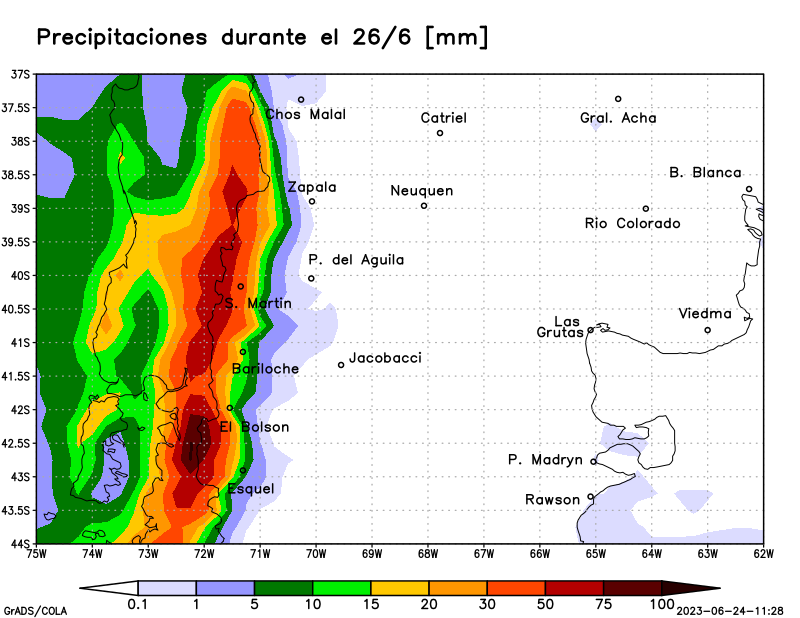 Precipitaciones durante el 26/6 [mm]
37S
Chos Malal
37.5S
Catriel
Gral. Acha
38S
B. Blanca
38.5S
Zapala
Neuquen
39S
Rio Colorado
39.5S
P. del Aguila
40S
S. Martin
40.5S
Las
Grutas
Viedma
41S
Bariloche
Jacobacci
41.5S
42S
El Bolson
42.5S
P. Madryn
43S
Esquel
Rawson
43.5S
44S
75W 74W 73W 72W 71W 70W 69W 68W 67W 66W 65W 64W 63W 62W
0.1 1 5 10 15 20 30 50 75 100
GrADS/COLA
2023-06-24-11:28